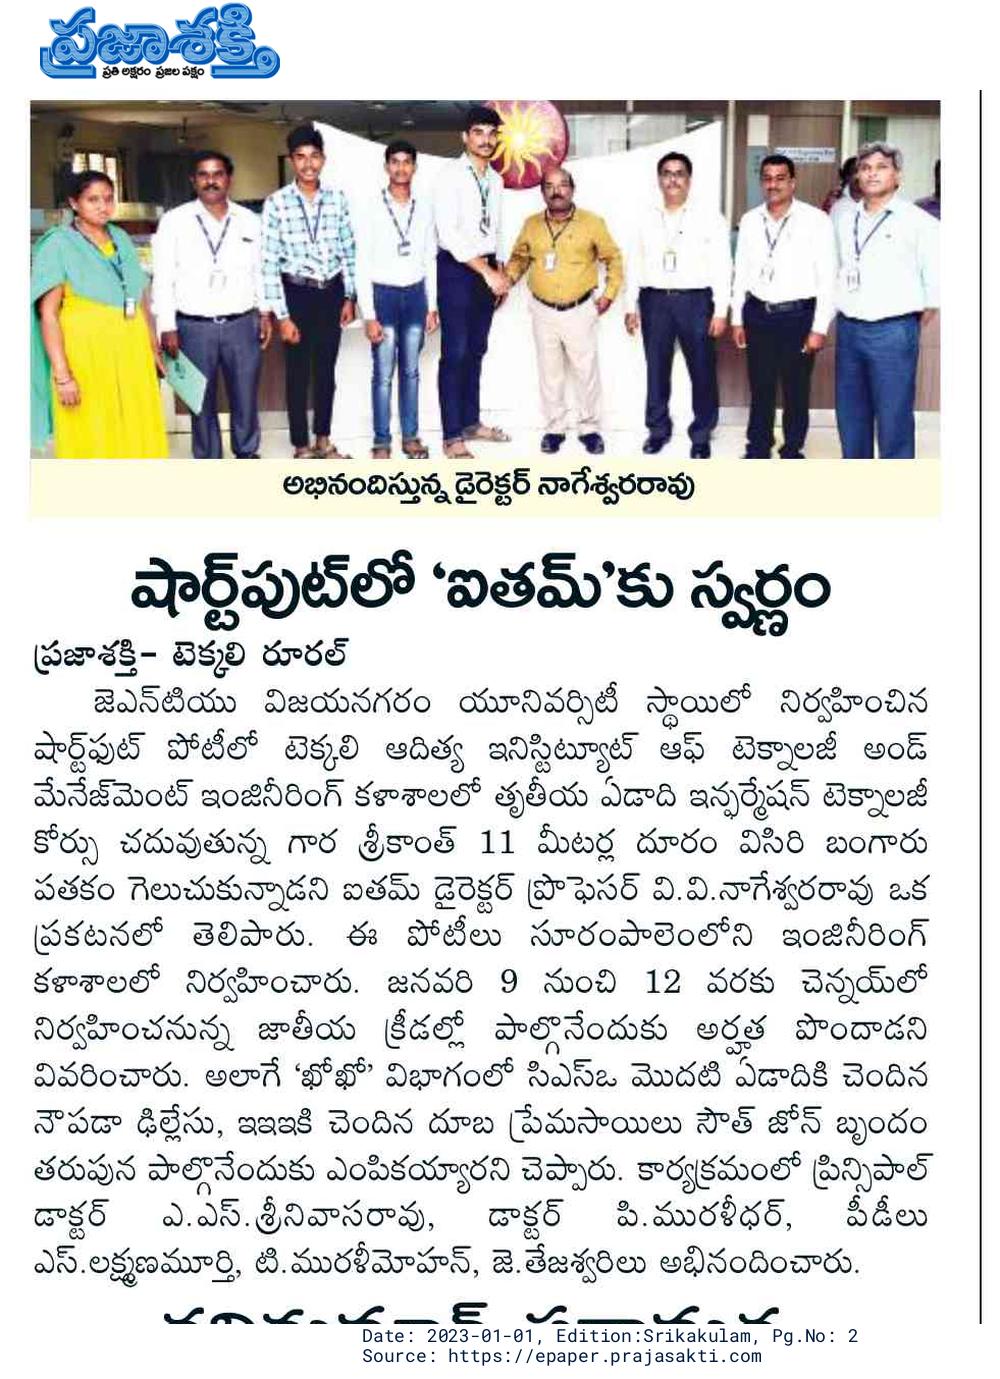 ప్రజాశక్తి
ప్రతి అక్షరం ప్రజల పక్షం
అభినందిస్తున్న డైరెక్టర్ నాగేశ్వరరావు
షార్ట్‌పుట్‌లో ‘ఐతమ్’కు స్వర్ణం
ప్రజాశక్తి- టెక్కలి రూరల్
జెఎన్‌టియు విజయనగరం యూనివర్సిటీ స్థాయిలో నిర్వహించిన
షార్ట్‌ఫుట్ పోటీలో టెక్కలి ఆదిత్య ఇనిస్టిట్యూట్ ఆఫ్ టెక్నాలజీ అండ్
మేనేజ్‌మెంట్ ఇంజినీరింగ్ కళాశాలలో తృతీయ ఏడాది ఇన్ఫర్మేషన్ టెక్నాలజీ
కోర్సు చదువుతున్న గార శ్రీకాంత్ 11 మీటర్ల దూరం విసిరి బంగారు
పతకం గెలుచుకున్నాడని ఐతమ్ డైరెక్టర్ ప్రొఫెసర్ వి.వి.నాగేశ్వరరావు ఒక
ప్రకటనలో తెలిపారు. ఈ పోటీలు సూరంపాలెంలోని ఇంజినీరింగ్
కళాశాలలో నిర్వహించారు. జనవరి 9 నుంచి 12 వరకు చెన్నయ్‌లో
నిర్వహించనున్న జాతీయ క్రీడల్లో పాల్గొనేందుకు అర్హత పొందాడని
వివరించారు. అలాగే ‘ఖోఖో’ విభాగంలో సిఎస్ఒ మొదటి ఏడాదికి చెందిన
నౌపడా ఢిల్లేసు, ఇఇఇకి చెందిన దూబ ప్రేమసాయిలు సౌత్ జోన్ బృందం
తరుపున పాల్గొనేందుకు ఎంపికయ్యారని చెప్పారు. కార్యక్రమంలో ప్రిన్సిపాల్
డాక్టర్ ఎ.ఎస్.శ్రీనివాసరావు, డాక్టర్ పి.మురళీధర్, పీడీలు
ఎస్.లక్ష్మణమూర్తి, టి.మురళీమోహన్, జె.తేజశ్వరిలు అభినందించారు.
Date: 2023-01-01, Edition:Srikakulam, Pg.No: 2
Source: https://epaper.prajasakti.com